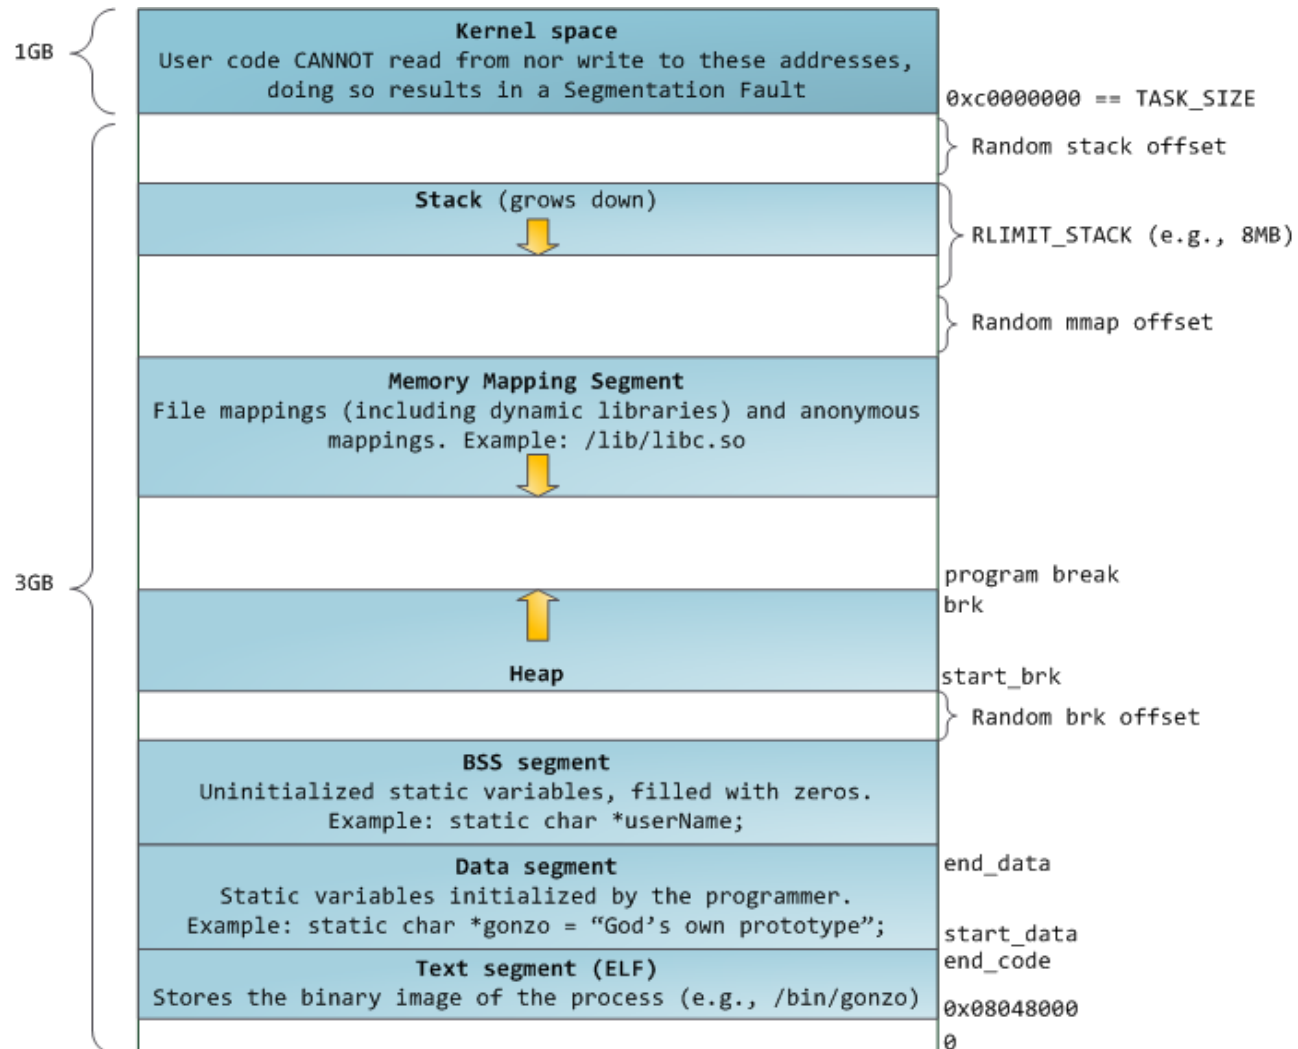 1GB
Kernel space
User code CANNOT read from nor write to these addresses,
doing so results in a Segmentation Fault
0xc0000000 == TASK_SIZE
Random stack offset
Stack (grows down)
RLIMIT_STACK (e.g., 8MB)
Random mmap offset
Memory Mapping Segment
File mappings (including dynamic libraries) and anonymous
mappings. Example: /lib/libc.so
3GB
program break
brk
Heap
start_brk
Random brk offset
BSS segment
Uninitialized static variables, filled with zeros.
Example: static char *userName;
Data segment
Static variables initialized by the programmer.
Example: static char *gonzo = “God’s own prototype”;
end_data
start_data
end_code
Text segment (ELF)
Stores the binary image of the process (e.g., /bin/gonzo)
0x08048000
0